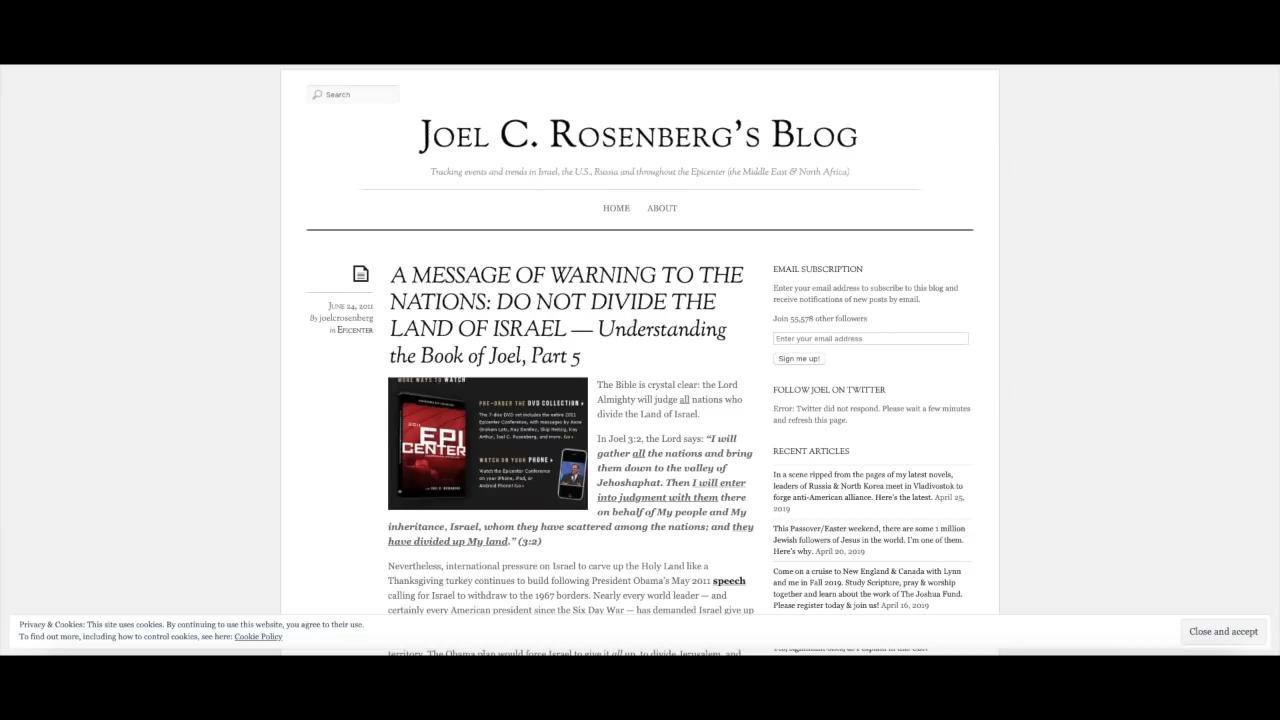 Search
JOEL C. ROSENBERG'S BLOG
Tracking events and trends in Israel, the U.S., Russia and throughout the Epicenter (the Middle East & North Africa)
HOME ABOUT
JUNE 24, 2011
By joelcrosenberg
in EPICENTER
A MESSAGE OF WARNING TO THE
NATIONS: DO NOT DIVIDE THE
LAND OF ISRAEL — Understanding
the Book of Joel, Part 5
MORE WAYS TO WATCH
PRE-ORDER THE DVD COLLECTION
The 7-disc DVD set includes the entire 2011
Epicenter Conference, with messages by Anne
Graham Lotz, Kay Bentley, Skip Heitzig, Kay
Arthur, Joel C. Rosenberg, and more. Go
WATCH ON YOUR PHONE
Watch the Epicenter Conference
on your iPhone, iPad, or
Android Phone! Go
2011
EPI
CENTER
The Bible is crystal clear: the Lord
Almighty will judge all nations who
divide the Land of Israel.
In Joel 3:2, the Lord says: “I will
gather all the nations and bring
them down to the valley of
Jehoshaphat. Then I will enter
into judgment with them there
on behalf of My people and My
inheritance, Israel, whom they have scattered among the nations; and they
have divided up My land.” (3:2)
Nevertheless, international pressure on Israel to carve up the Holy Land like a
Thanksgiving turkey continues to build following President Obama’s May 2011 speech
calling for Israel to withdraw to the 1967 borders. Nearly every world leader — and
certainly every American president since the Six Day War — has demanded Israel give up
territory. The Obama plan would force Israel to give it all up, to divide Jerusalem, and
EMAIL SUBSCRIPTION
Enter your email address to subscribe to this blog and
receive notifications of new posts by email.
Join 55,578 other followers
Enter your email address
Sign me up!
FOLLOW JOEL ON TWITTER
Error: Twitter did not respond. Please wait a few minutes
and refresh this page.
RECENT ARTICLES
In a scene ripped from the pages of my latest novels,
leaders of Russia & North Korea meet in Vladivostok to
forge anti-American alliance. Here’s the latest. April 25,
2019
This Passover/Easter weekend, there are some 1 million
Jewish followers of Jesus in the world. I’m one of them.
Here’s why. April 20, 2019
Come on a cruise to New England & Canada with Lynn
and me in Fall 2019. Study Scripture, pray & worship
together and learn about the work of The Joshua Fund.
Please register today & join us! April 16, 2019
Privacy & Cookies: This site uses cookies. By continuing to use this website, you agree to their use.
To find out more, including how to control cookies, see here: Cookie Policy
Close and accept